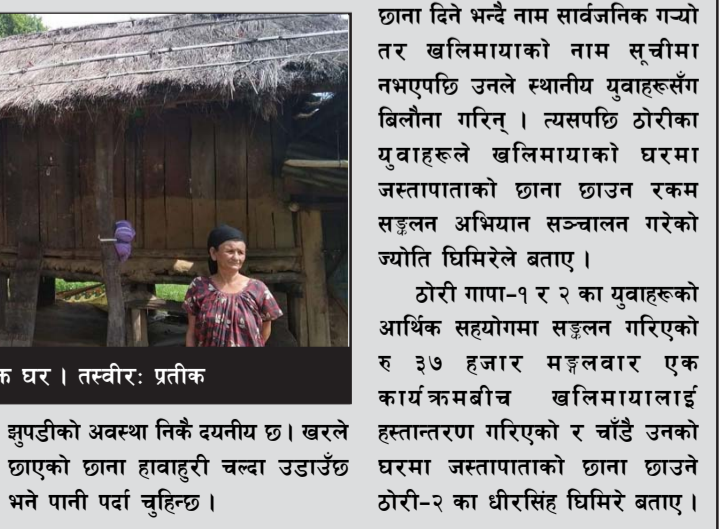 क घर । तस्वीरः प्रतीक
झुपडीको अवस्था निकै दयनीय छ। खरले
छाएको छाना हावाहुरी चल्दा उडाउँछ
भने पानी पर्दा चुहिन्छ ।
छाना दिने भन्दै नाम सार्वजनिक गऱ्यो
तर खलिमायाको नाम सूचीमा
नभएपछि उनले स्थानीय युवाहरूसँग
बिलौना गरिन् । त्यसपछि ठोरीका
युवाहरूले खलिमायाको घरमा
जस्तापाताको छाना छाउन रकम
सङ्कलन अभियान सञ्चालन गरेको
ज्योति घिमिरेले बताए ।
ठोरी गापा–१ र २ का युवाहरूको
आर्थिक सहयोगमा सङ्कलन गरिएको
रु ३७ हजार मङ्गलवार एक
कार्यक्रमबीच खलिमायालाई
हस्तान्तरण गरिएको र चाँडै उनको
घरमा जस्तापाताको छाना छाउने
ठोरी–२ का धीरसिंह घिमिरे बताए ।